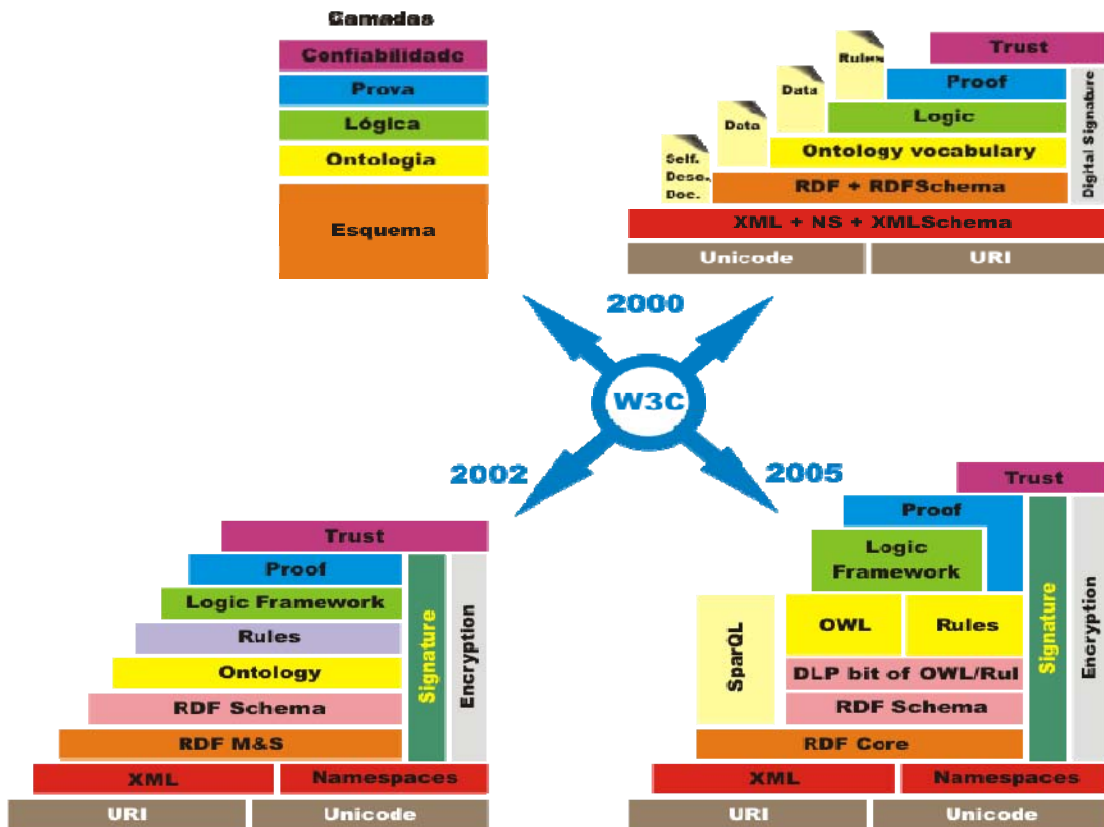 Camadas
Confiabilidade
Prova
Lógica
Ontologia
Esquema
Trust
Rules
Proof
Data
Logic
Data
Ontology vocabulary
Self.
Desc.
Doc.
RDF + RDFSchema
Digital Signature
XML + NS + XMLSchema
Unicode
URI
2000
W3C
2002
2005
Trust
Proof
Logic Framework
Rules
Ontology
RDF Schema
RDF M&S
Signature
Encryption
XML
Namespaces
URI
Unicode
Trust
Proof
Logic
Framework
SparQL
OWL
Rules
DLP bit of OWL/Rul
RDF Schema
RDF Core
Signature
Encryption
XML
Namespaces
URI
Unicode